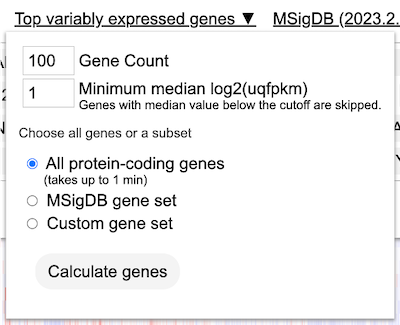 Top variably expressed genes ▼ MSigDB (2023.2.
100 Gene Count
1 Minimum median log2(uqfpkm)
Genes with median value below the cutoff are skipped.
Choose all genes or a subset
All protein-coding genes
(takes up to 1 min)
MSigDB gene set
Custom gene set
Calculate genes